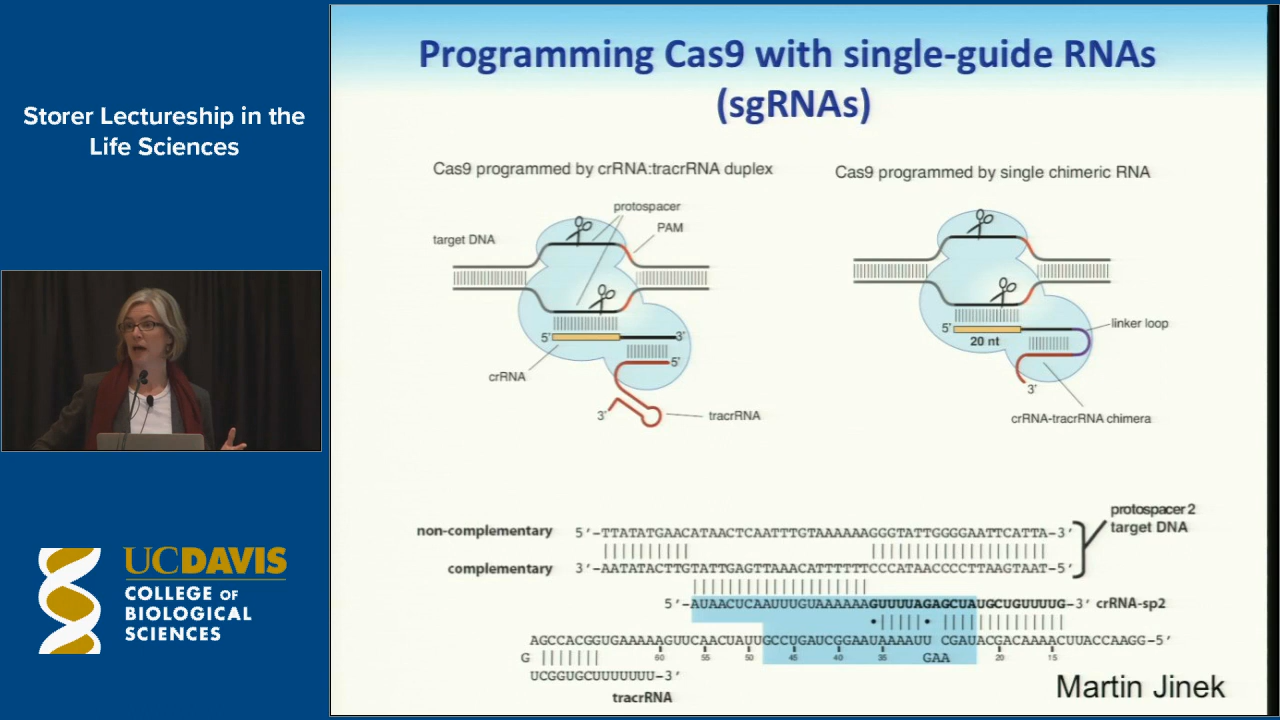 Storer Lectureship in the
Life Sciences
UCDAVIS
COLLEGE OF
BIOLOGICAL
SCIENCES
Programming Cas9 with single-guide RNAs
(sgRNAs)
Cas9 programmed by crRNA:tracrRNA duplex
protospacer
PAM
target DNA
5'
3'
5'
crRNA
3'
tracrRNA
Cas9 programmed by single chimeric RNA
linker loop
5'
20 nt
3'
crRNA-tracrRNA chimera
protospacer 2
target DNA
non-complementary 5'-TTATATGAACATAACTCAATTTGTAAAAAAGGGTATTGGGGAATTCATTA-3'
complementary 3'-AATATACTTGTATTGAGTTAAACATTTTTTCCCATAACCCCTTAAGTAAT-5'
5'-AUAACUCAAUUUGUAAAAAAGUUUUAGAGCUAUGCUGUUUUG-3' crRNA-sp2
AGCCACGGUGAAAAAGUUCAACUAUUGCCUGAUCGGAAUAAAAUU CGAUACGACAAAACUUACCAAGG-5'
G 60 55 50 45 40 35 GAA 20 15
UCGGUGCUUUUUUU-3'
tracrRNA
Martin Jinek